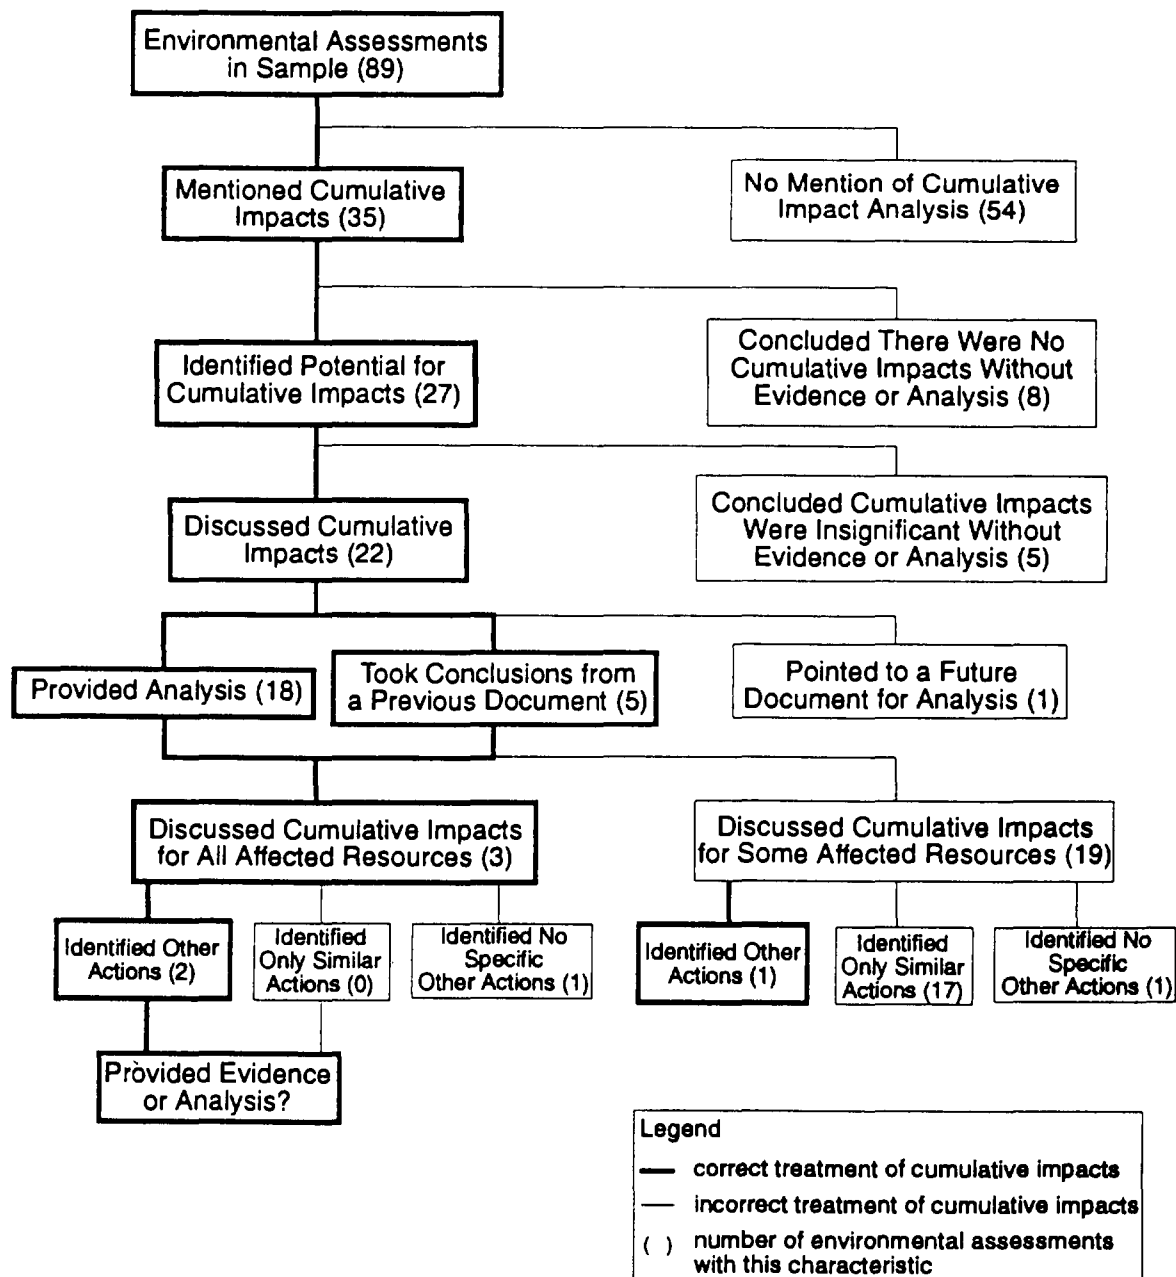 Environmental Assessments
in Sample (89)
Mentioned Cumulative
Impacts (35)
No Mention of Cumulative
Impact Analysis (54)
Identified Potential for
Cumulative Impacts (27)
Concluded There Were No
Cumulative Impacts Without
Evidence or Analysis (8)
Discussed Cumulative
Impacts (22)
Concluded Cumulative Impacts
Were Insignificant Without
Evidence or Analysis (5)
Provided Analysis (18)
Took Conclusions from
a Previous Document (5)
Pointed to a Future
Document for Analysis (1)
Discussed Cumulative Impacts
for All Affected Resources (3)
Discussed Cumulative Impacts
for Some Affected Resources (19)
Identified Other
Actions (2)
Identified
Only Similar
Actions (0)
Identified No
Specific
Other Actions (1)
Identified Other
Actions (1)
Identified
Only Similar
Actions (17)
Identified No
Specific
Other Actions (1)
Provided Evidence
or Analysis?
Legend
correct treatment of cumulative impacts
incorrect treatment of cumulative impacts
( ) number of environmental assessments
with this characteristic